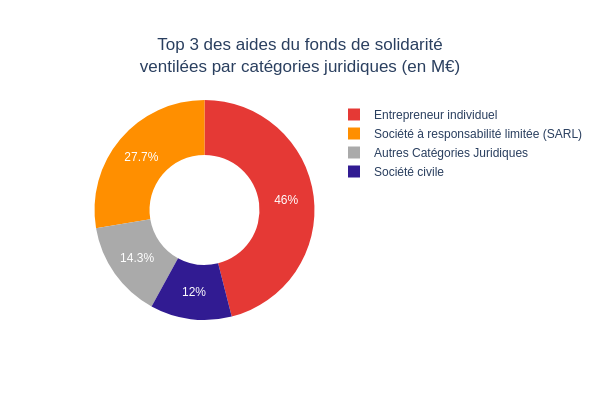 Top 3 des aides du fonds de solidarité
ventilées par catégories juridiques (en M€)
Entrepreneur individuel
Société à responsabilité limitée (SARL)
Autres Catégories Juridiques
Société civile
27.7%
46%
14.3%
12%